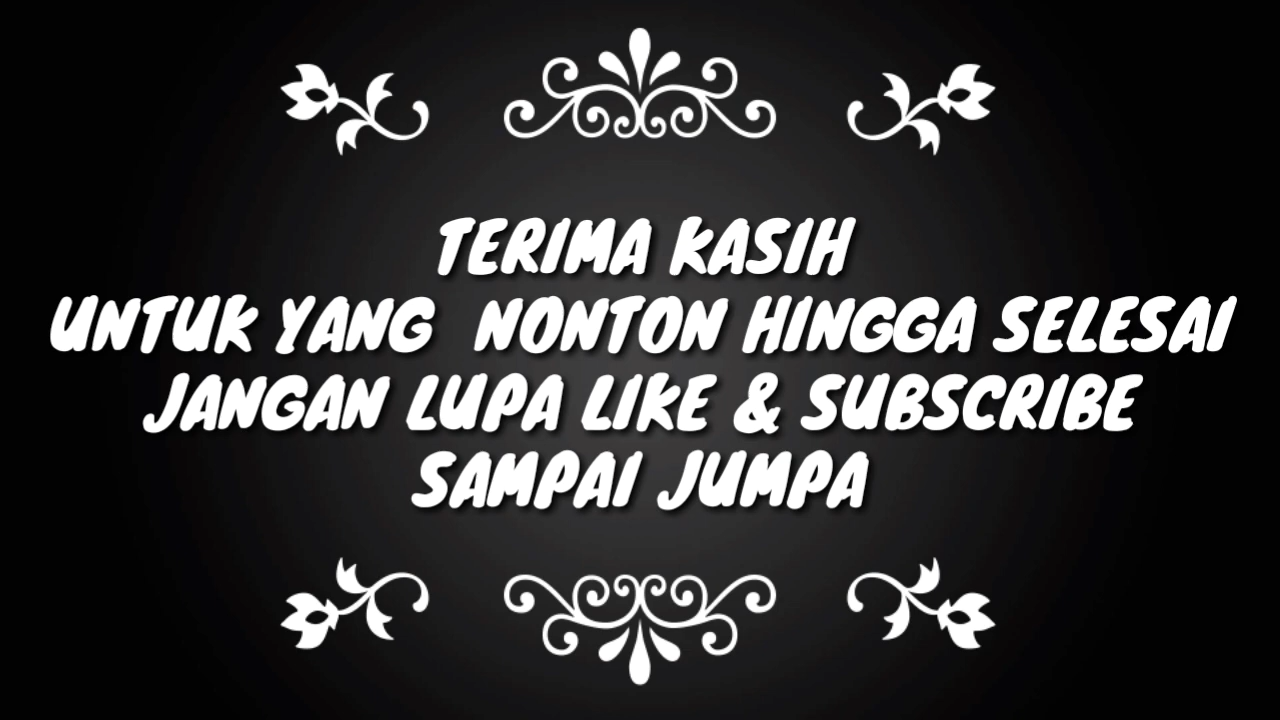 TERIMA KASIH
UNTUK YANG NONTON HINGGA SELESAI
JANGAN LUPA LIKE & SUBSCRIBE
SAMPAI JUMPA